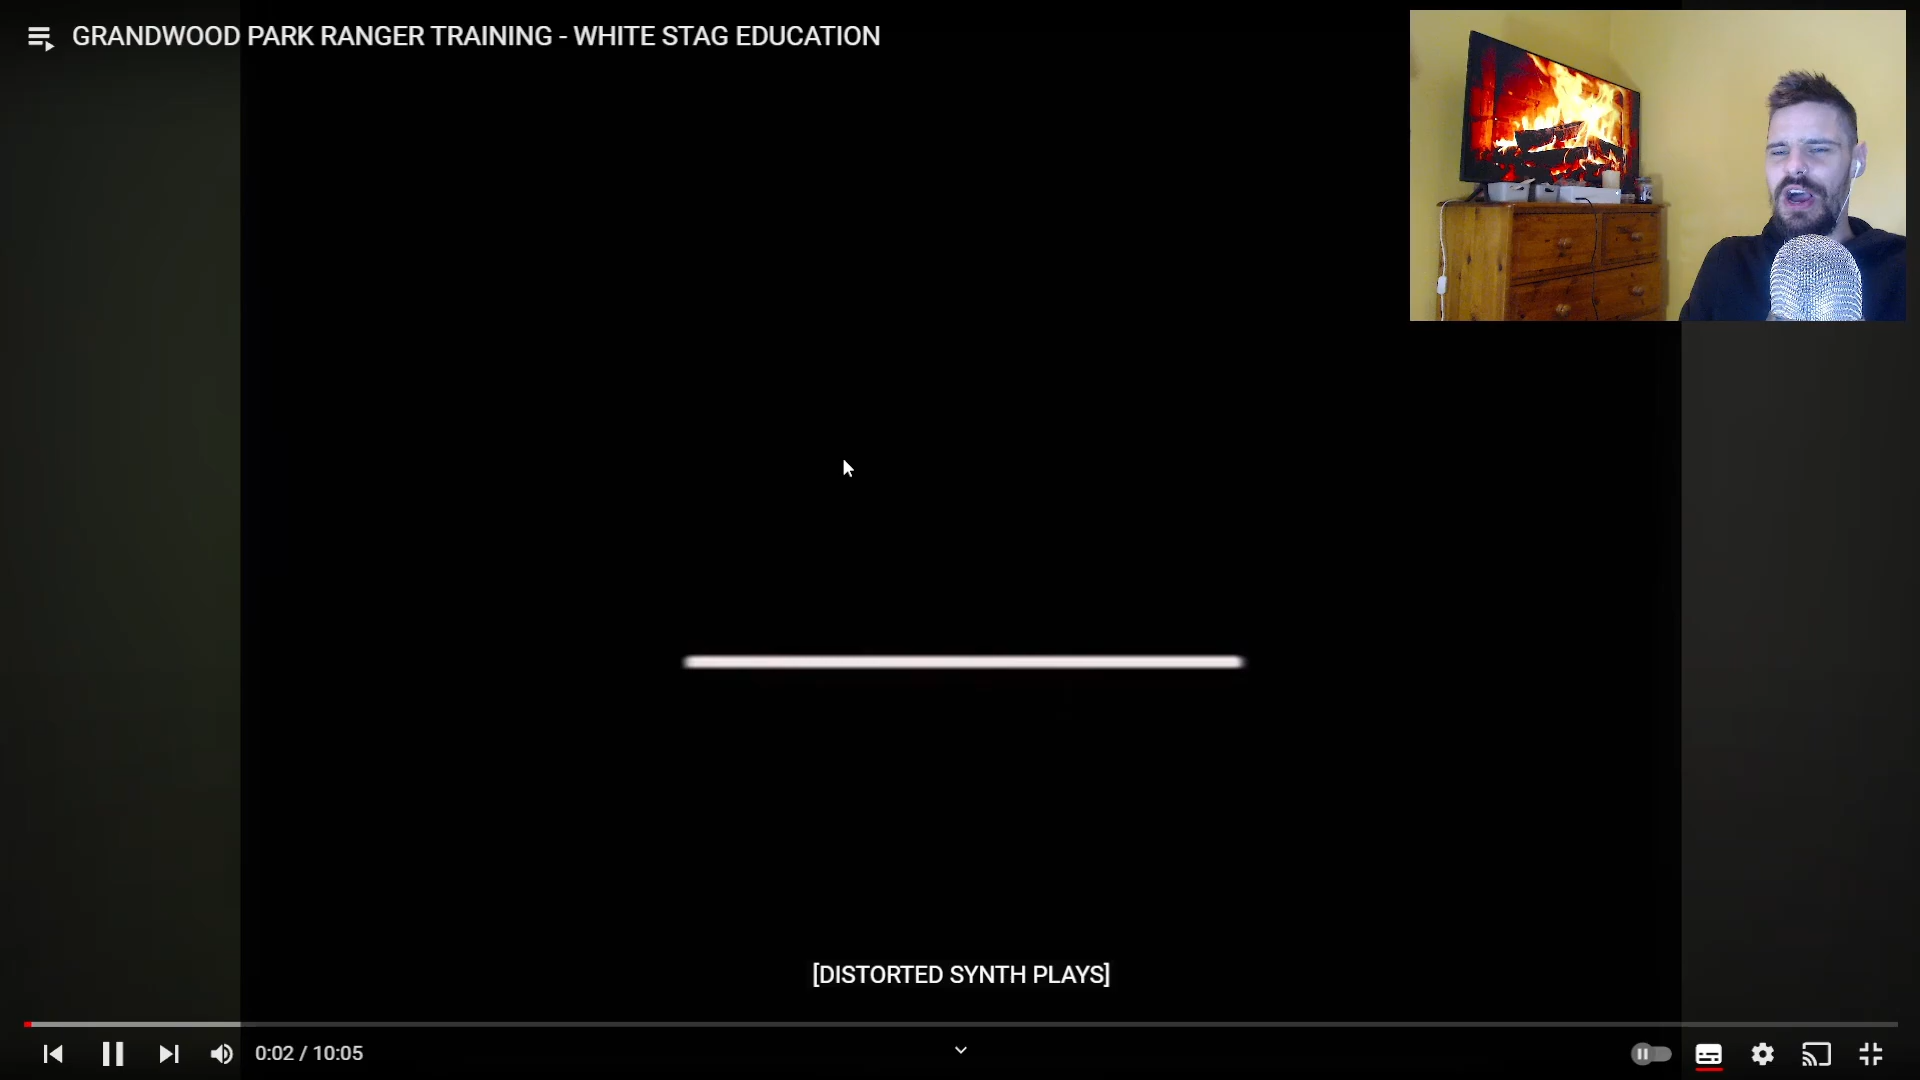 GRANDWOOD PARK RANGER TRAINING - WHITE STAG EDUCATION
[DISTORTED SYNTH PLAYS]
0:02 / 10:05